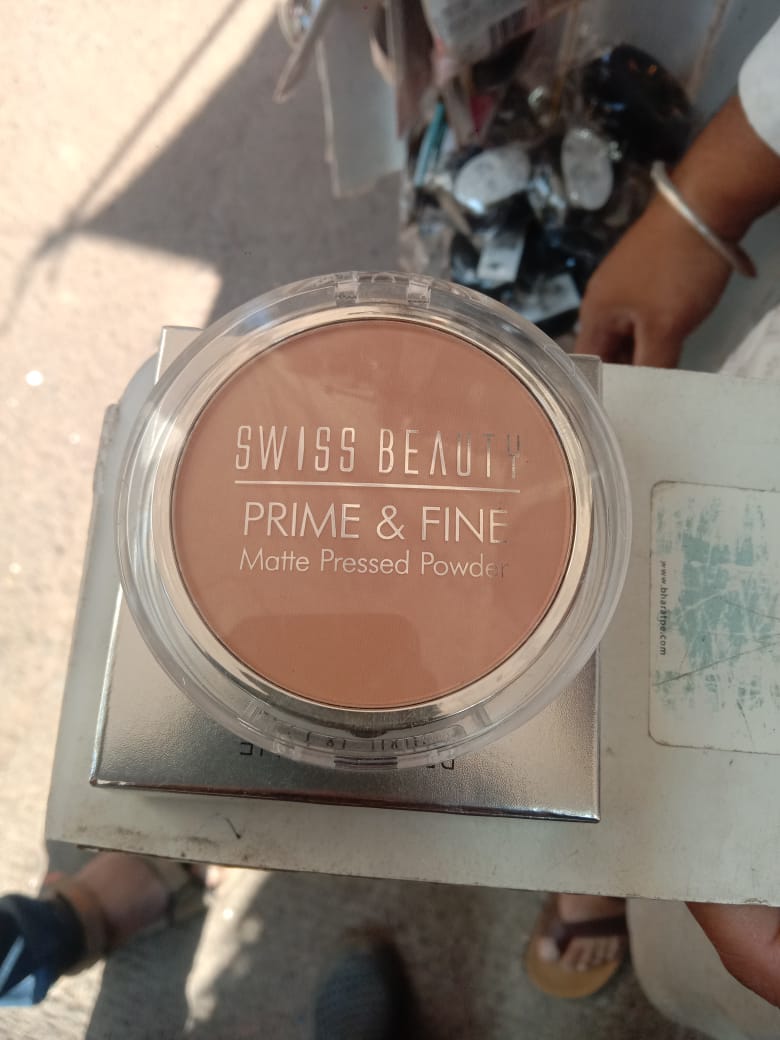 SWISS BEAUTY
PRIME & FINE
Matte Pressed Powder
www.bharatpe.com